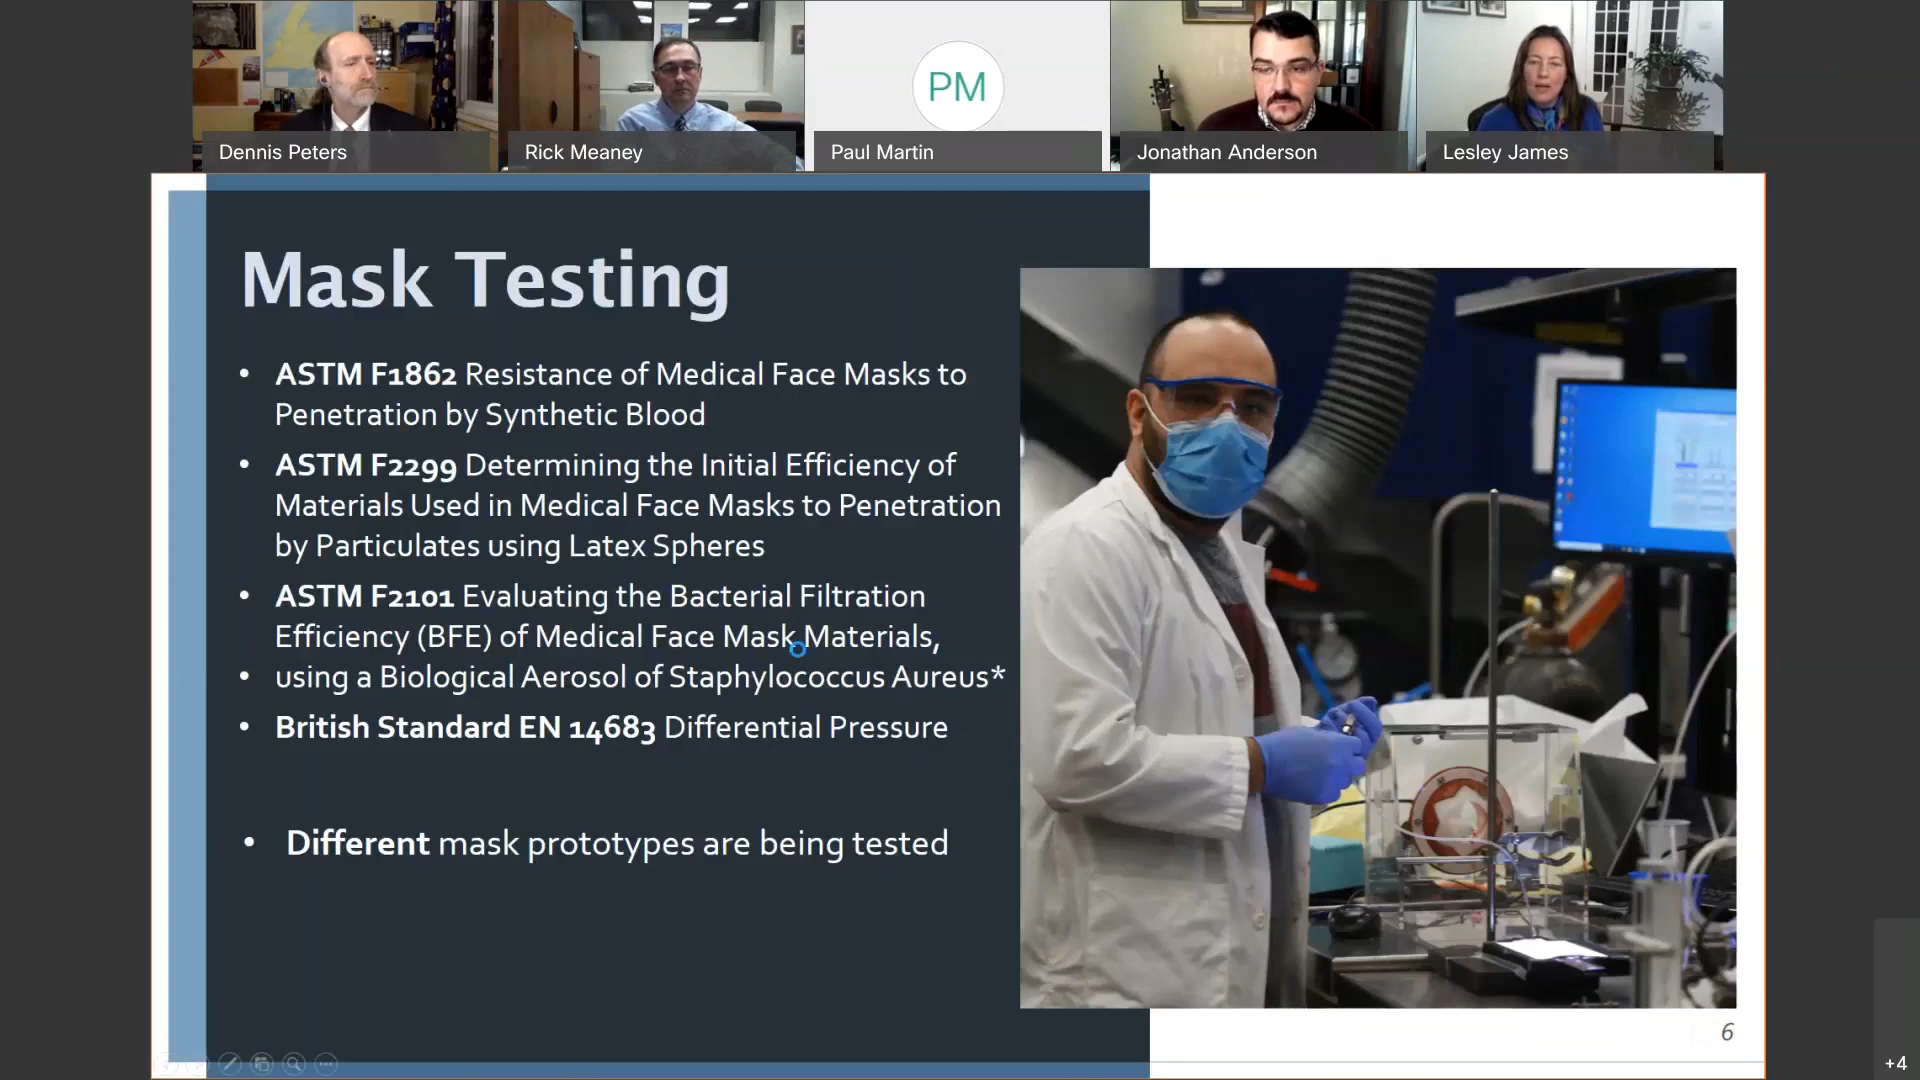 PM
Dennis Peters
Rick Meaney
Paul Martin
Jonathan Anderson
Lesley James
Mask Testing
• ASTM F1862 Resistance of Medical Face Masks to
Penetration by Synthetic Blood
• ASTM F2299 Determining the Initial Efficiency of
Materials Used in Medical Face Masks to Penetration
by Particulates using Latex Spheres
• ASTM F2101 Evaluating the Bacterial Filtration
Efficiency (BFE) of Medical Face Mask Materials,
• using a Biological Aerosol of Staphylococcus Aureus*
• British Standard EN 14683 Differential Pressure
• Different mask prototypes are being tested
6
+4